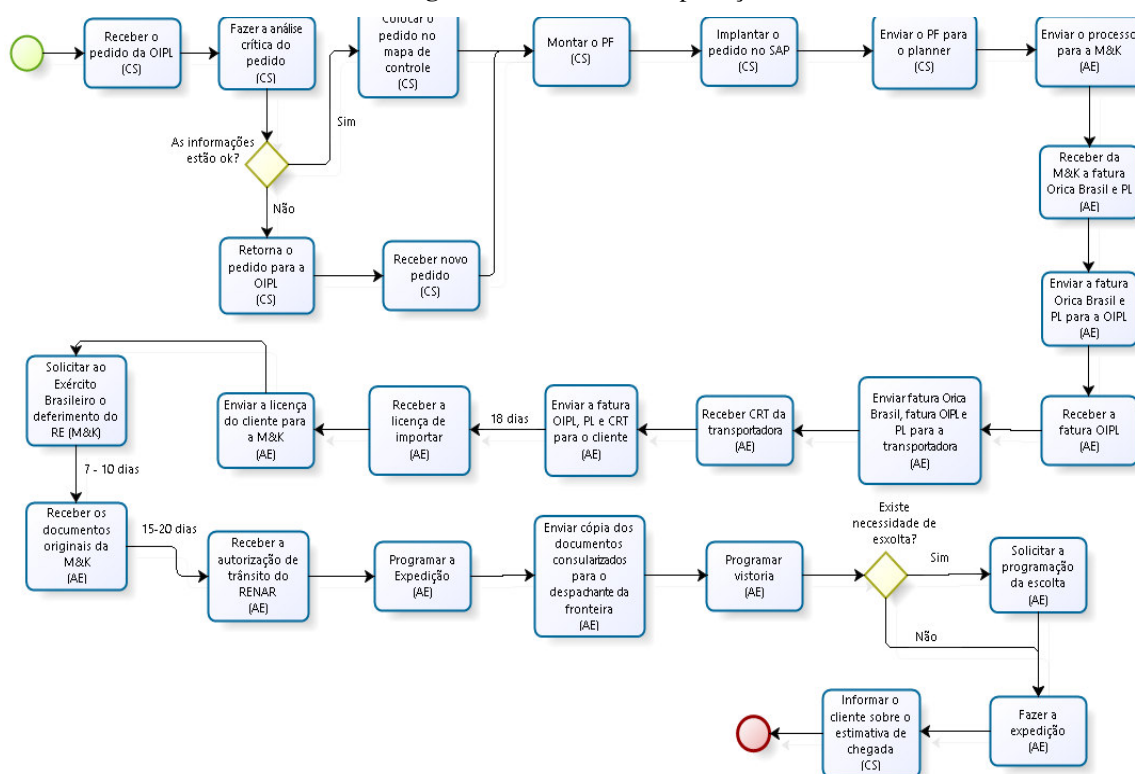 Receber o
pedido da OIPL
(CS)
Fazer a análise
crítica do
pedido
(CS)
Colocar o
pedido no
mapa de
controle
(CS)
Montar o PF
(CS)
Implantar o
pedido no SAP
(CS)
Enviar o PF para
o planner
(CS)
Enviar o processo
para a M&K
(AE)
As informações
estão ok?
Sim
Não
Retorna o
pedido para a
OIPL
(CS)
Receber novo
pedido
(CS)
Receber da
M&K a fatura
Orica Brasil e PL
(AE)
Enviar a fatura
Orica Brasil e
PL para a OIPL
(AE)
Receber a
fatura OIPL
(AE)
Enviar fatura Orica
Brasil, fatura OIPL e
PL para a
transportadora
(AE)
Receber CRT da
transportadora
(AE)
Enviar a fatura
OIPL, PL e CRT
para o cliente
(AE)
18 dias
Receber a
licença de
importar
(AE)
Enviar a licença
do cliente para
a M&K
(AE)
Solicitar ao
Exército
Brasileiro o
deferimento do
RE (M&K)
7 - 10 dias
Receber os
documentos
originais da
M&K
(AE)
15-20 dias
Receber a
autorização de
trânsito do
RENAR
(AE)
Programar a
Expedição
(AE)
Enviar cópia dos
documentos
consularizados
para o
despachante da
fronteira
(AE)
Programar
vistoria
(AE)
Existe
necessidade de
esxolta?
Sim
Não
Solicitar a
programação
da escolta
(AE)
Fazer a
expedição
(AE)
Informar o
cliente sobre o
estimativa de
chegada
(CS)